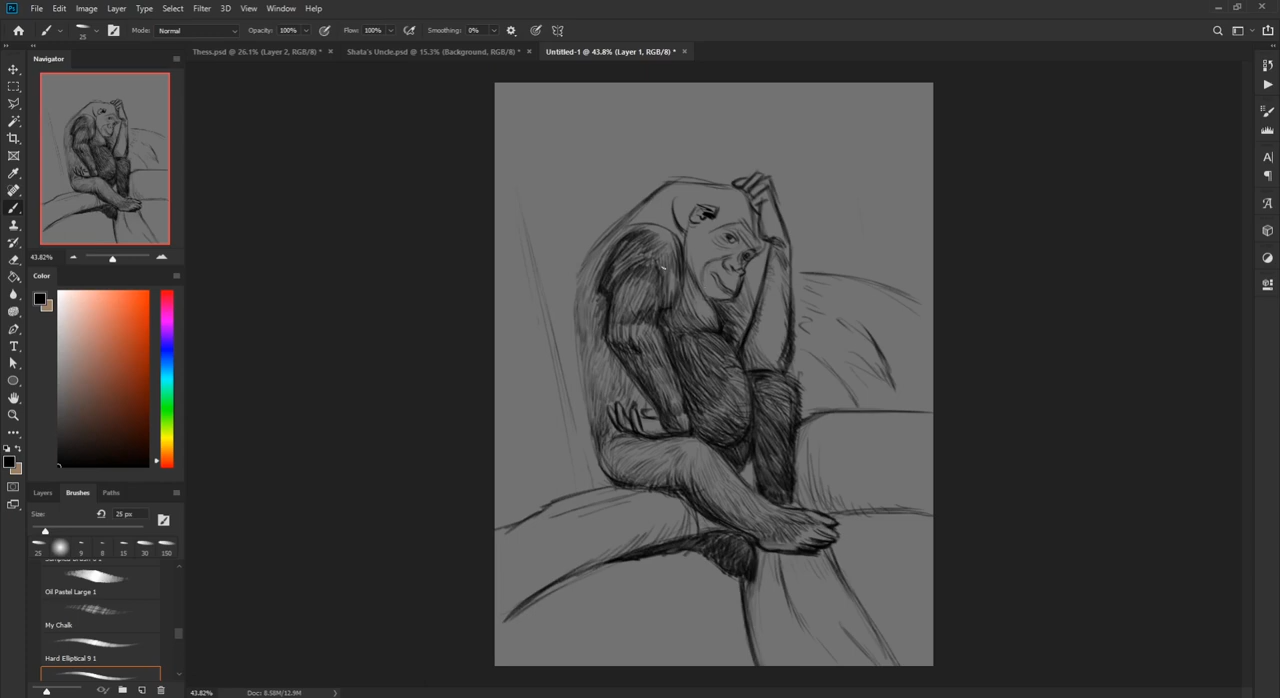 Ps File Edit Image Layer Type Select Filter 3D View Window Help
25 Mode: Normal Opacity: 100% Flow: 100% Smoothing: 0%
Thess.psd @ 26.1% (Layer 2, RGB/8) * × Shata's Uncle.psd @ 15.3% (Background, RGB/8) * × Untitled-1 @ 43.8% (Layer 1, RGB/8) * ×
Navigator
43.82%
Color
Layers Brushes Paths
Size: 25 px
25 9 8 15 30 150
Oil Pastel Large 1
My Chalk
Hard Elliptical 9 1
43.82% Doc: 8.58M/12.9M